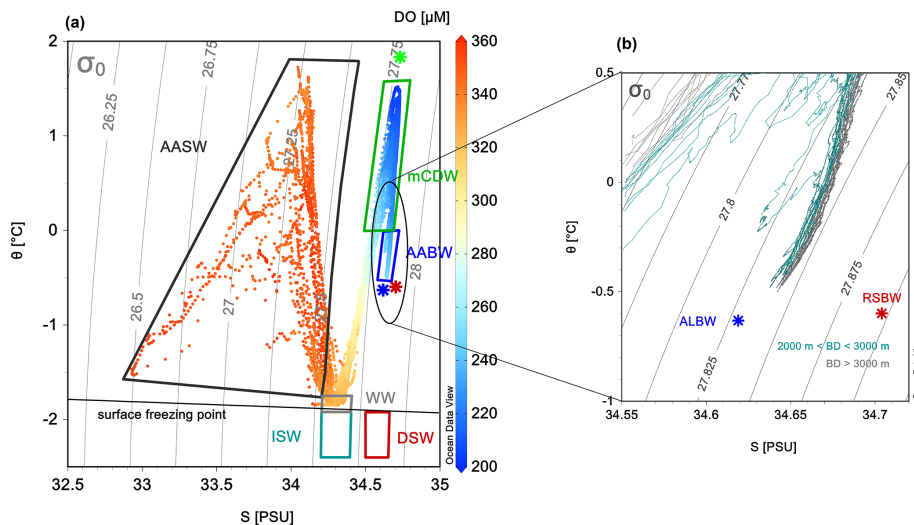 (a)
DO [µM]
σ₀
AASW
mCDW
AABW
WW
ISW
DSW
surface freezing point
26.25
26.5
26.75
27
27.25
27.75
28
2
1
0
-1
-2
θ [°C]
32.5
33
33.5
34
34.5
35
S [PSU]
360
340
320
300
280
260
240
220
200
Ocean Data View
(b)
σ₀
27.8
27.825
27.85
27.875
ALBW
RSBW
2000 m < BD < 3000 m
BD > 3000 m
0.5
0
-0.5
-1
θ [°C]
34.55
34.6
34.65
34.7
S [PSU]